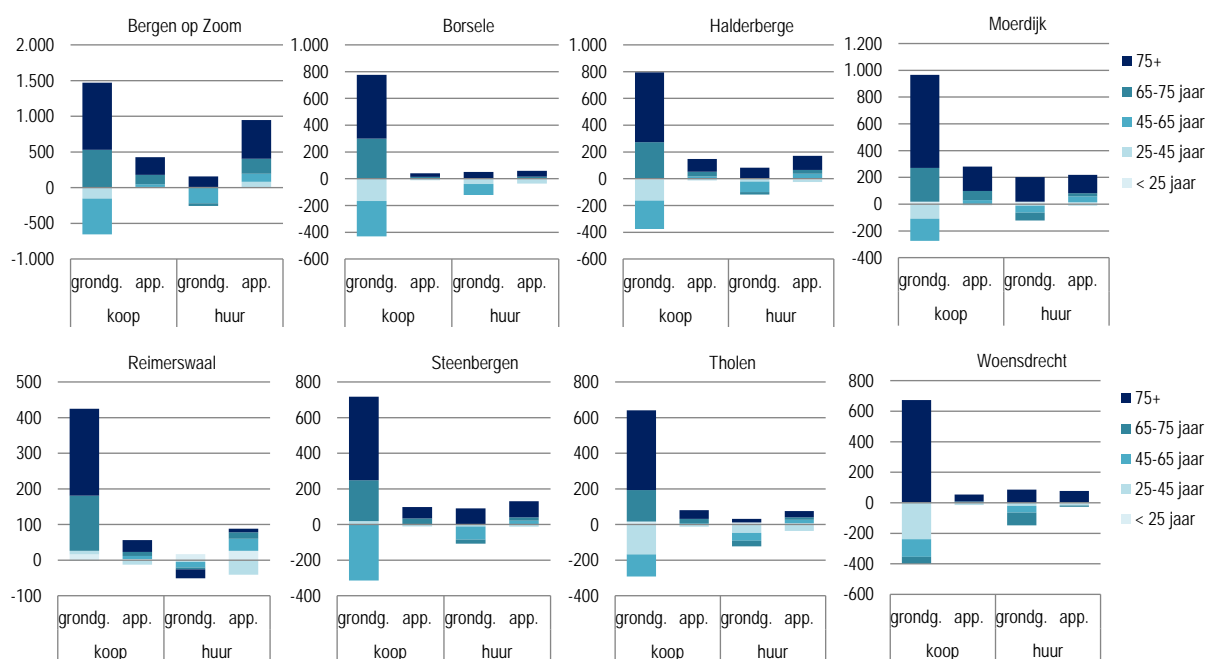 Bergen op Zoom
2.000
1.500
1.000
500
0
-500
-1.000
grondg. app. grondg. app.
koop huur
Borsele
1.000
800
600
400
200
0
-200
-400
-600
grondg. app. grondg. app.
koop huur
Halderberge
1.000
800
600
400
200
0
-200
-400
-600
grondg. app. grondg. app.
koop huur
Moerdijk
1.200
1.000
800
600
400
200
0
-200
-400
grondg. app. grondg. app.
koop huur
75+
65-75 jaar
45-65 jaar
25-45 jaar
< 25 jaar
Reimerswaal
500
400
300
200
100
0
-100
grondg. app. grondg. app.
koop huur
Steenbergen
800
600
400
200
0
-200
-400
grondg. app. grondg. app.
koop huur
Tholen
800
600
400
200
0
-200
-400
grondg. app. grondg. app.
koop huur
Woensdrecht
800
600
400
200
0
-200
-400
-600
grondg. app. grondg. app.
koop huur
75+
65-75 jaar
45-65 jaar
25-45 jaar
< 25 jaar